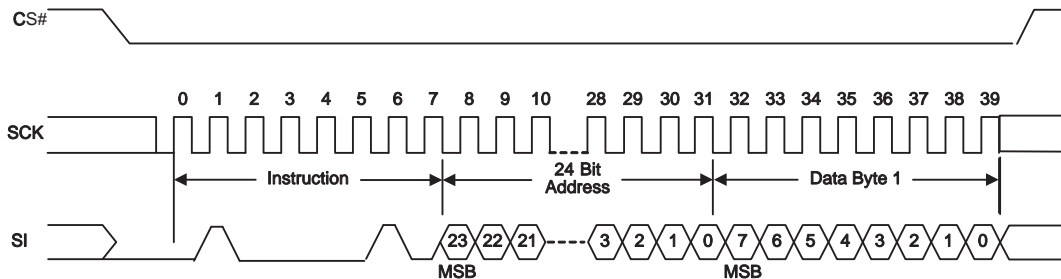 CS#
0 1 2 3 4 5 6 7 8 9 10 28 29 30 31 32 33 34 35 36 37 38 39
SCK
Instruction
24 Bit
Address
Data Byte 1
SI
23 22 21 3 2 1 0 7 6 5 4 3 2 1 0
MSB MSB